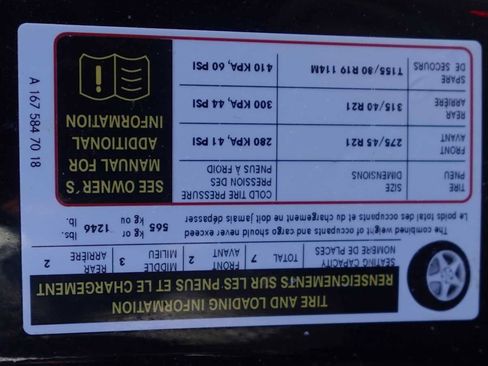 TIRE AND LOADING INFORMATION
RENSEIGNEMENTS SUR LES PNEUS ET LE CHARGEMENT
SEATING CAPACITY
NOMBRE DE PLACES
TOTAL 7
FRONT
AVANT 2
MIDDLE
MILIEU 3
REAR
ARRIÈRE 2
The combined weight of occupants and cargo should never exceed
Le poids total des occupants et du chargement ne doit jamais dépasser
565 kg or
kg ou 1246 lbs.
lb.
TIRE
PNEU
SIZE
DIMENSIONS
COLD TIRE PRESSURE
PRESSION DES
PNEUS À FROID
FRONT
AVANT
275/45 R21
280 KPA, 41 PSI
REAR
ARRIÈRE
315/40 R21
300 KPA, 44 PSI
SPARE
DE SECOURS
T155/80 R19 114M
410 KPA, 60 PSI
SEE OWNER'S
MANUAL FOR
ADDITIONAL
INFORMATION
A 167 584 70 18